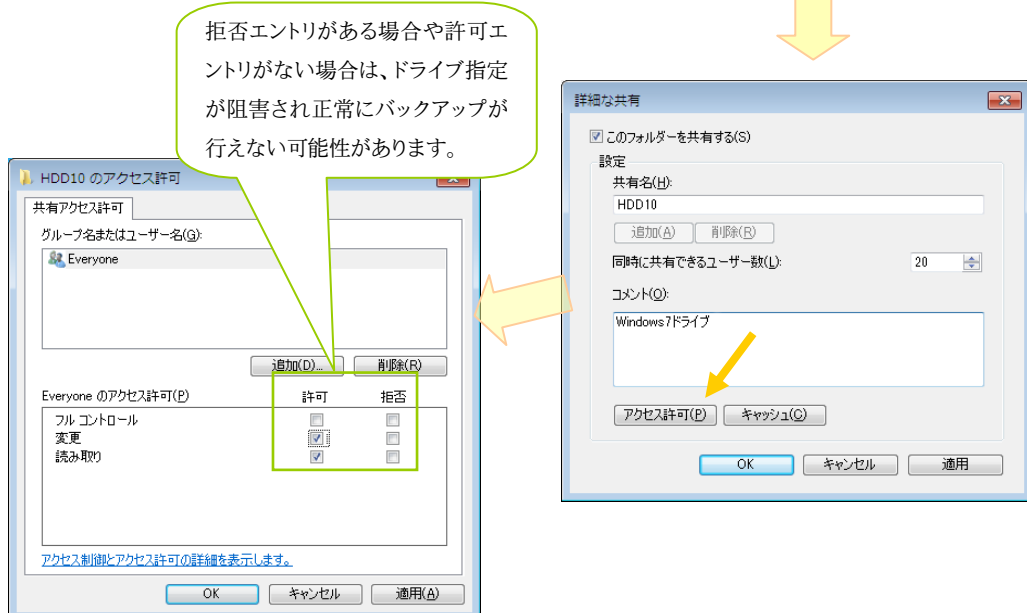 拒否エントリがある場合や許可エ
ントリがない場合は、ドライブ指定
が阻害され正常にバックアップが
行えない可能性があります。
詳細な共有
このフォルダーを共有する(S)
設定
共有名(H):
HDD10
追加(A) 削除(R)
同時に共有できるユーザー数(L): 20
コメント(O):
Windows7ドライブ
アクセス許可(P) キャッシュ(C)
OK キャンセル 適用
HDD10 のアクセス許可
共有アクセス許可
グループ名またはユーザー名(G):
Everyone
追加(D)... 削除(R)
Everyone のアクセス許可(P) 許可 拒否
フル コントロール
変更
読み取り
アクセス制御とアクセス許可の詳細を表示します。
OK キャンセル 適用(A)